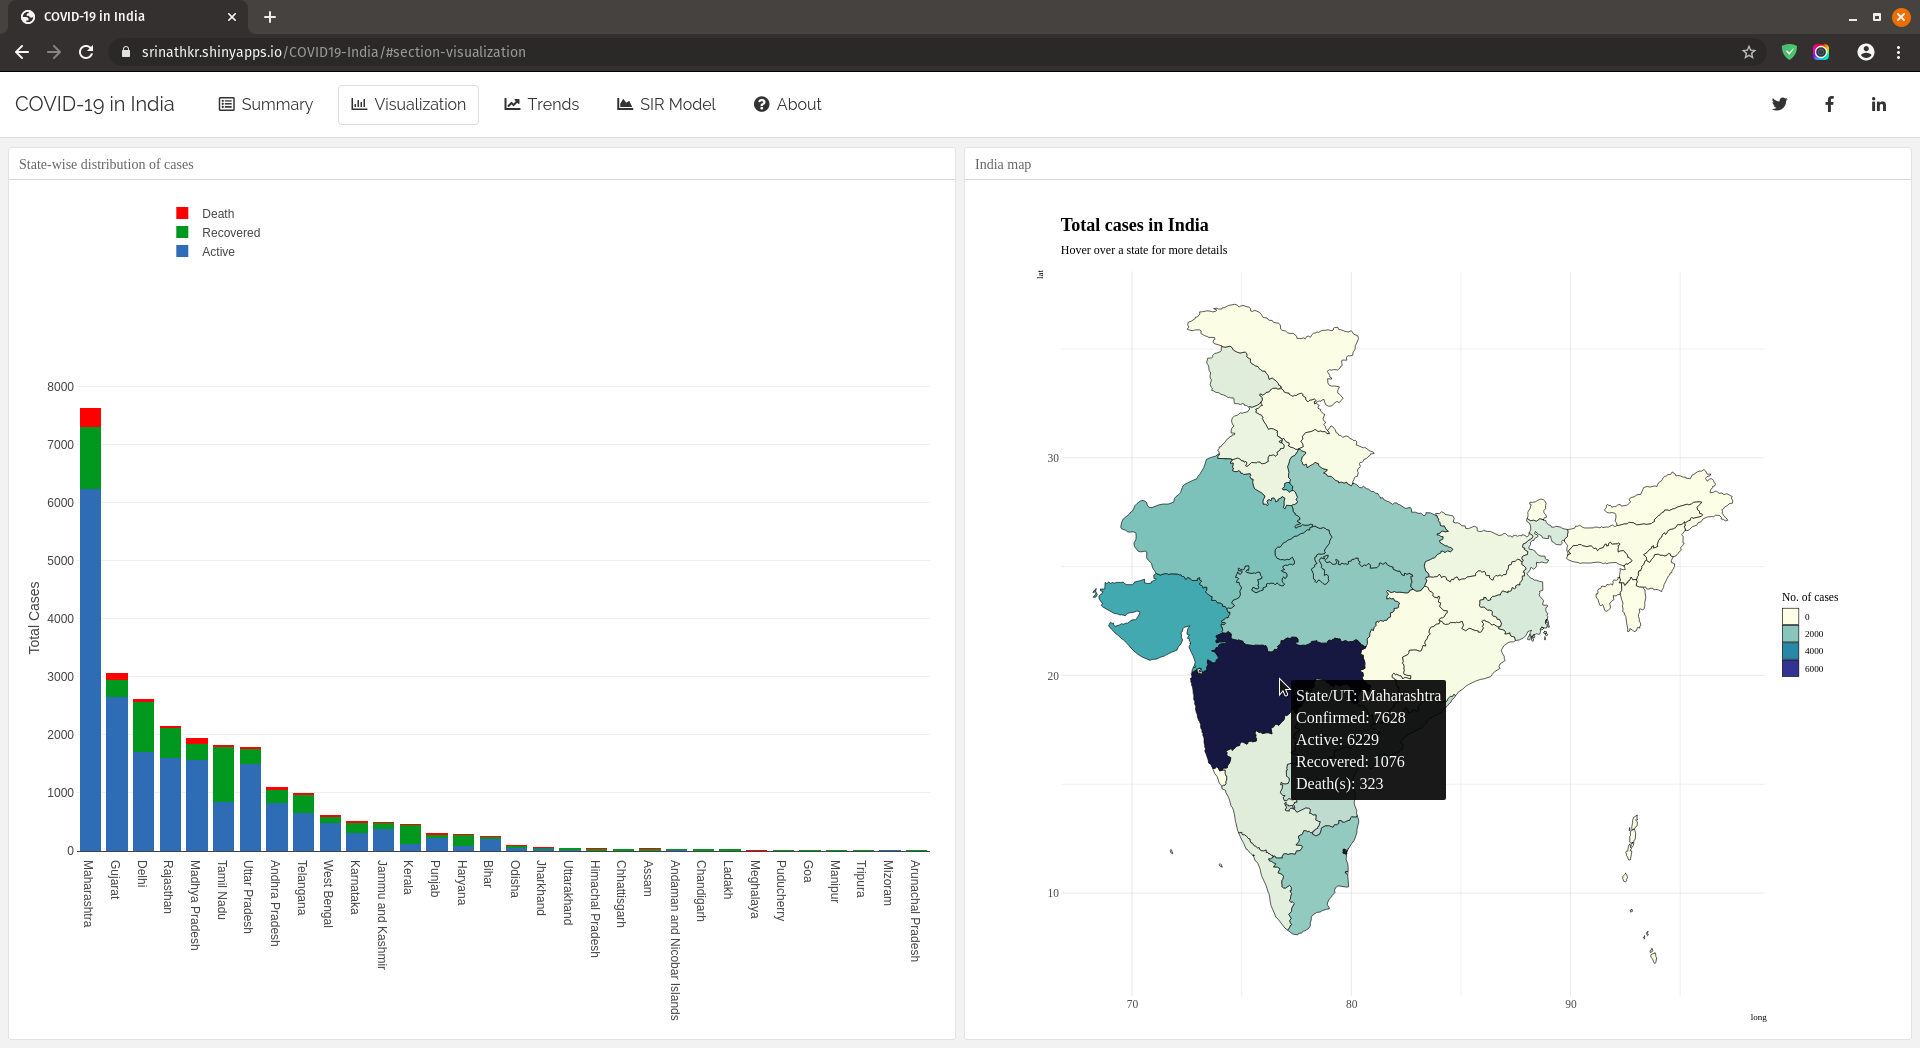 COVID-19 in India
srinathkr.shinyapps.io/COVID19-India/#section-visualization
COVID-19 in India
Summary
Visualization
Trends
SIR Model
About
State-wise distribution of cases
Death
Recovered
Active
8000
7000
6000
5000
4000
3000
2000
1000
0
Total Cases
Maharashtra
Gujarat
Delhi
Rajasthan
Madhya Pradesh
Tamil Nadu
Uttar Pradesh
Andhra Pradesh
Telangana
West Bengal
Karnataka
Jammu and Kashmir
Kerala
Punjab
Haryana
Bihar
Odisha
Jharkhand
Uttarakhand
Himachal Pradesh
Chhattisgarh
Assam
Andaman and Nicobar Islands
Chandigarh
Ladakh
Meghalaya
Puducherry
Goa
Manipur
Tripura
Mizoram
Arunachal Pradesh
India map
Total cases in India
Hover over a state for more details
lat
30
20
10
State/UT: Maharashtra
Confirmed: 7628
Active: 6229
Recovered: 1076
Death(s): 323
No. of cases
0
2000
4000
6000
70
80
90
long